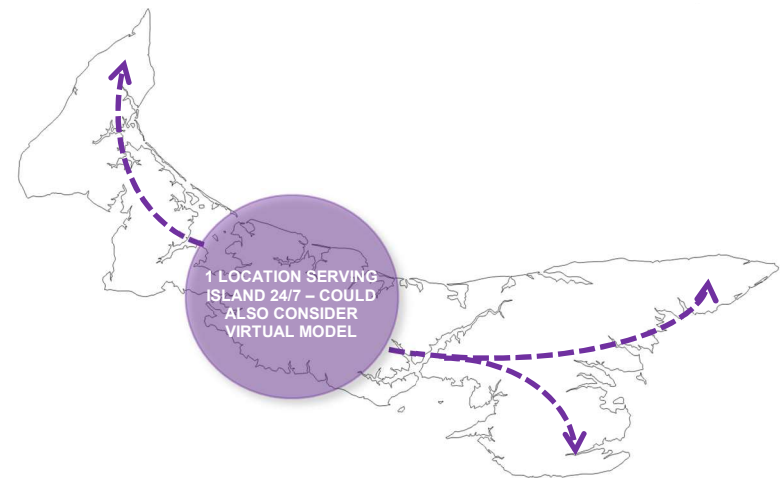 1 LOCATION SERVING
ISLAND 24/7 – COULD
ALSO CONSIDER
VIRTUAL MODEL